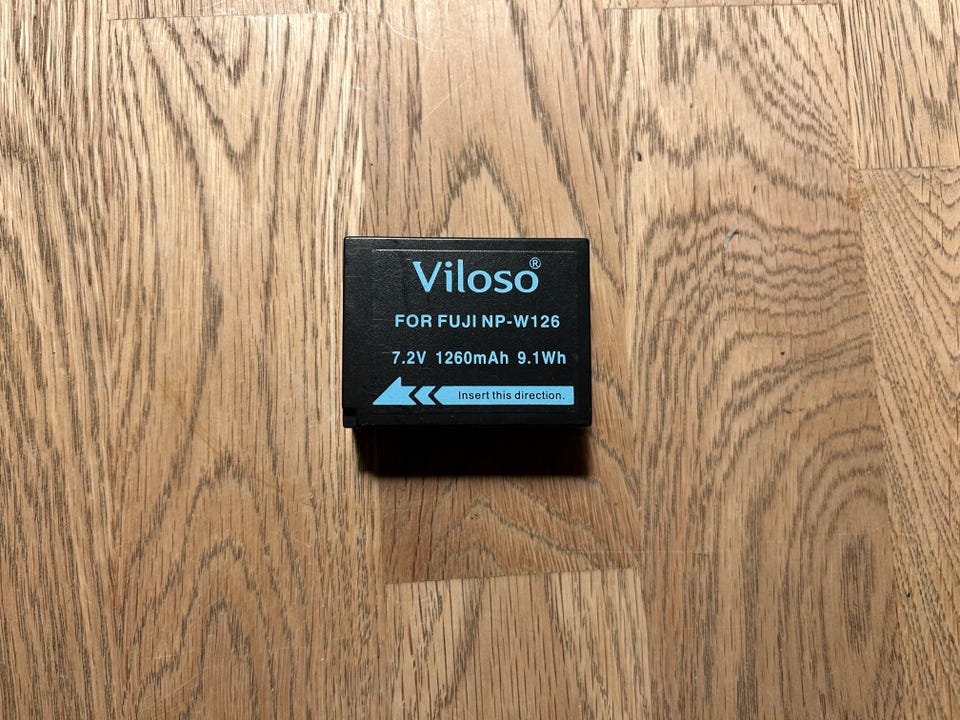 Viloso®
FOR FUJI NP-W126
7.2V 1260mAh 9.1Wh
Insert this direction.